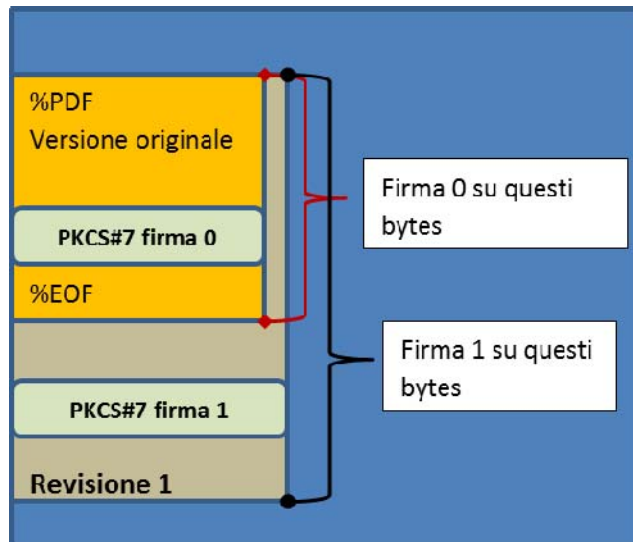 %PDF
Versione originale
PKCS#7 firma 0
%EOF
PKCS#7 firma 1
Revisione 1
Firma 0 su questi
bytes
Firma 1 su questi
bytes